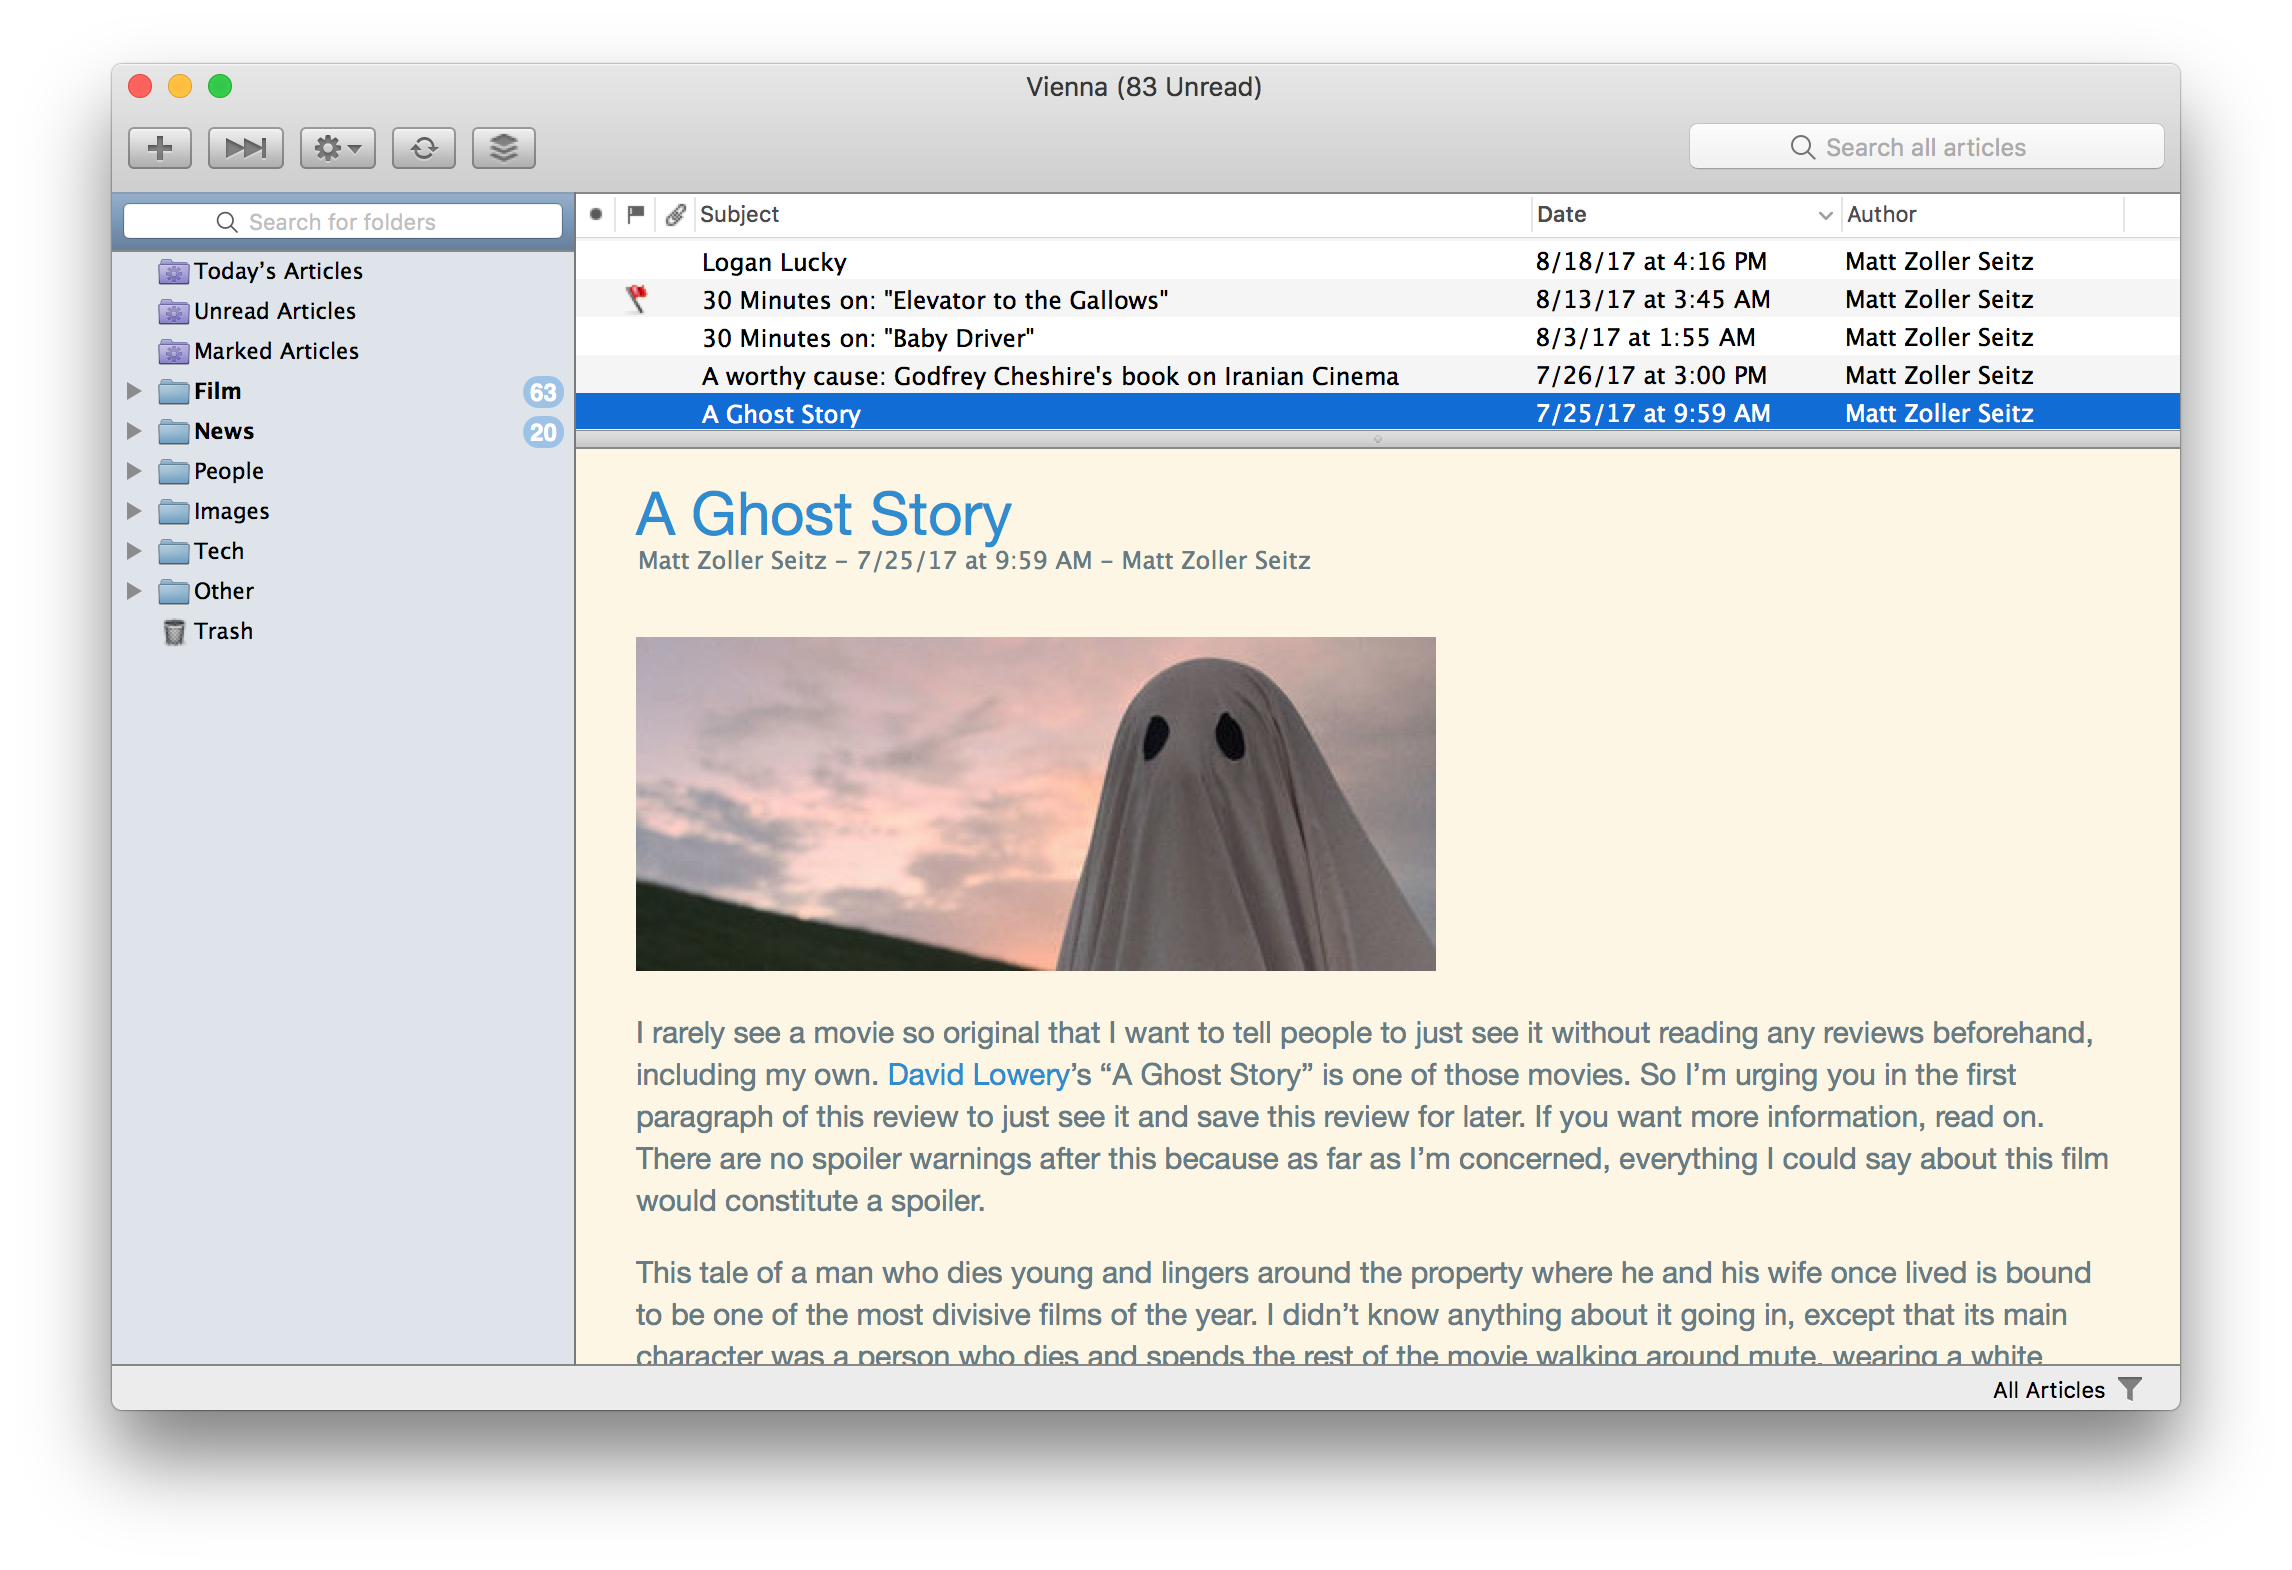 Vienna (83 Unread)
Search all articles
Search for folders
Today’s Articles
Unread Articles
Marked Articles
Film 63
News 20
People
Images
Tech
Other
Trash
Subject Date Author
Logan Lucky 8/18/17 at 4:16 PM Matt Zoller Seitz
30 Minutes on: "Elevator to the Gallows" 8/13/17 at 3:45 AM Matt Zoller Seitz
30 Minutes on: "Baby Driver" 8/3/17 at 1:55 AM Matt Zoller Seitz
A worthy cause: Godfrey Cheshire's book on Iranian Cinema 7/26/17 at 3:00 PM Matt Zoller Seitz
A Ghost Story 7/25/17 at 9:59 AM Matt Zoller Seitz
A Ghost Story
Matt Zoller Seitz – 7/25/17 at 9:59 AM – Matt Zoller Seitz
I rarely see a movie so original that I want to tell people to just see it without reading any reviews beforehand,
including my own. David Lowery’s “A Ghost Story” is one of those movies. So I’m urging you in the first
paragraph of this review to just see it and save this review for later. If you want more information, read on.
There are no spoiler warnings after this because as far as I’m concerned, everything I could say about this film
would constitute a spoiler.
This tale of a man who dies young and lingers around the property where he and his wife once lived is bound
to be one of the most divisive films of the year. I didn’t know anything about it going in, except that its main
character was a person who dies and spends the rest of the movie walking around mute, wearing a white
All Articles